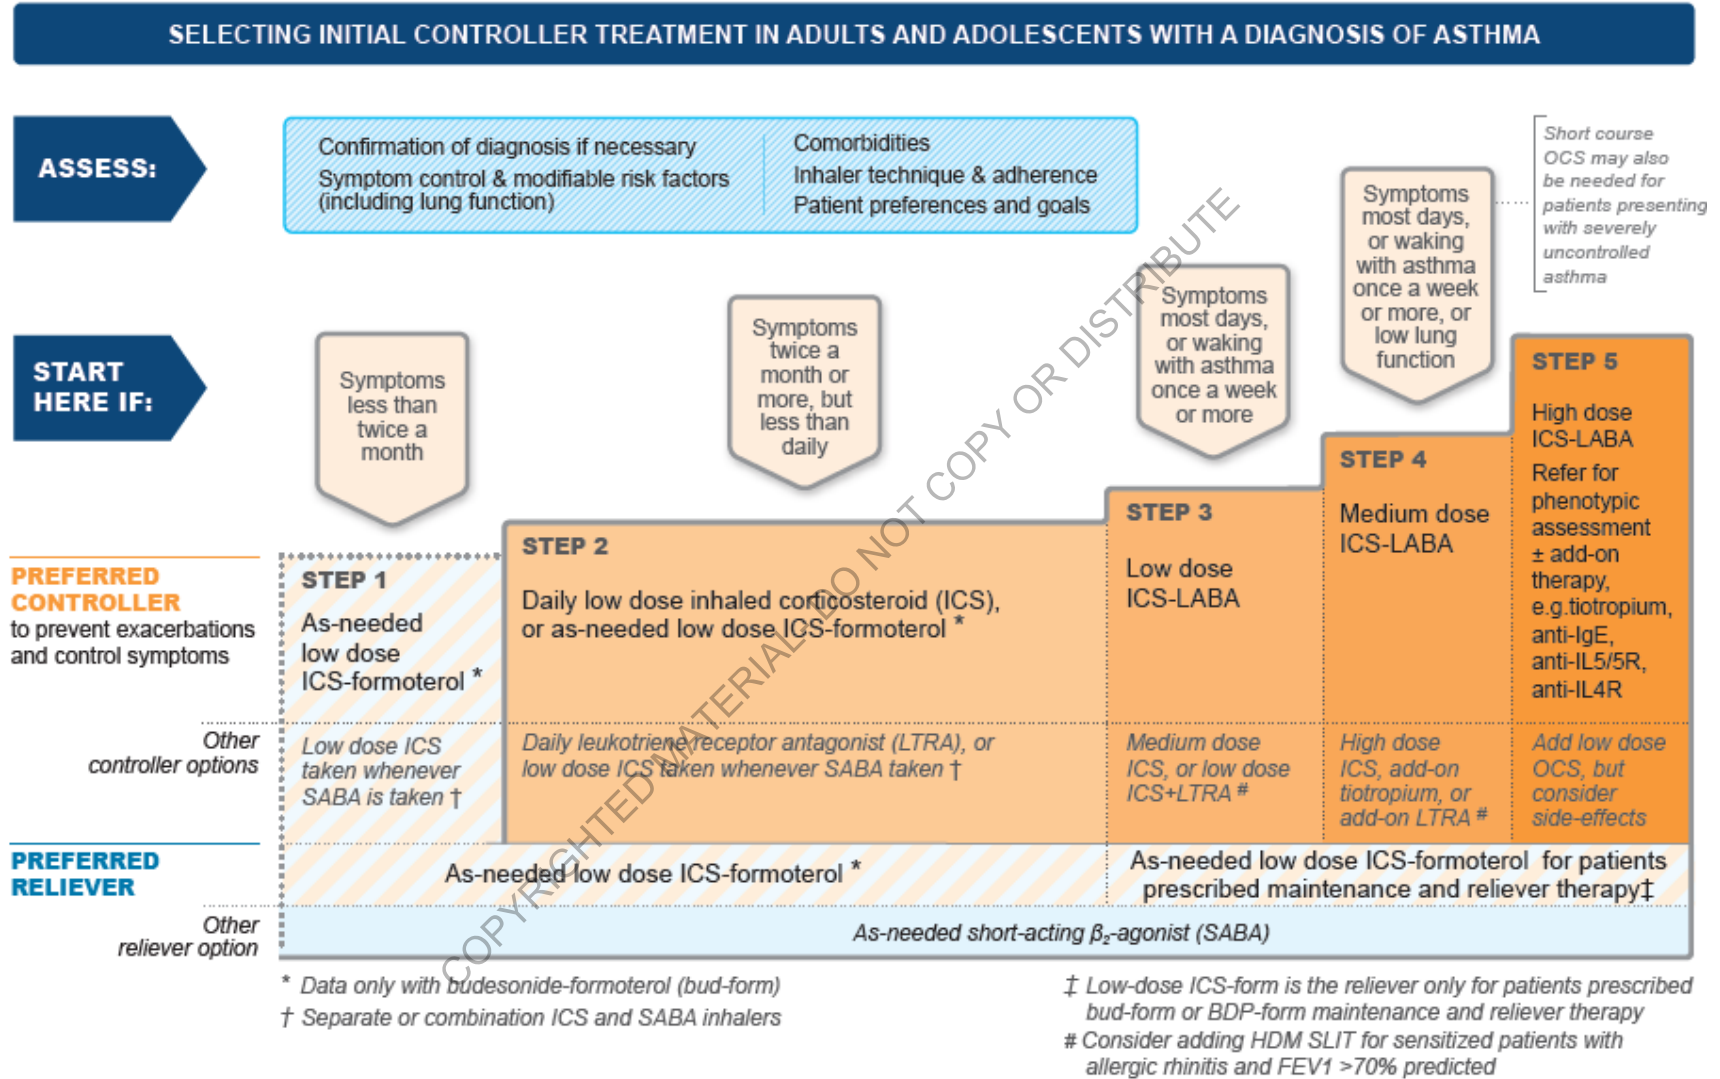 SELECTING INITIAL CONTROLLER TREATMENT IN ADULTS AND ADOLESCENTS WITH A DIAGNOSIS OF ASTHMA
ASSESS:
Confirmation of diagnosis if necessary
Symptom control & modifiable risk factors
(including lung function)
Comorbidities
Inhaler technique & adherence
Patient preferences and goals
Short course
OCS may also
be needed for
patients presenting
with severely
uncontrolled
asthma
START
HERE IF:
Symptoms
less than
twice a
month
Symptoms
twice a
month or
more, but
less than
daily
Symptoms
most days,
or waking
with asthma
once a week
or more
Symptoms
most days,
or waking
with asthma
once a week
or more, or
low lung
function
PREFERRED
CONTROLLER
to prevent exacerbations
and control symptoms
STEP 1
As-needed
low dose
ICS-formoterol *
STEP 2
Daily low dose inhaled corticosteroid (ICS),
or as-needed low dose ICS-formoterol *
STEP 3
Low dose
ICS-LABA
STEP 4
Medium dose
ICS-LABA
STEP 5
High dose
ICS-LABA
Refer for
phenotypic
assessment
± add-on
therapy,
e.g.tiotropium,
anti-IgE,
anti-IL5/5R,
anti-IL4R
Other
controller options
Low dose ICS
taken whenever
SABA is taken †
Daily leukotriene receptor antagonist (LTRA), or
low dose ICS taken whenever SABA taken †
Medium dose
ICS, or low dose
ICS+LTRA #
High dose
ICS, add-on
tiotropium, or
add-on LTRA #
Add low dose
OCS, but
consider
side-effects
PREFERRED
RELIEVER
As-needed low dose ICS-formoterol *
As-needed low dose ICS-formoterol for patients
prescribed maintenance and reliever therapy‡
Other
reliever option
As-needed short-acting β₂-agonist (SABA)
* Data only with budesonide-formoterol (bud-form)
† Separate or combination ICS and SABA inhalers
‡ Low-dose ICS-form is the reliever only for patients prescribed
bud-form or BDP-form maintenance and reliever therapy
# Consider adding HDM SLIT for sensitized patients with
allergic rhinitis and FEV1 >70% predicted
COPYRIGHTED MATERIAL- DO NOT COPY OR DISTRIBUTE